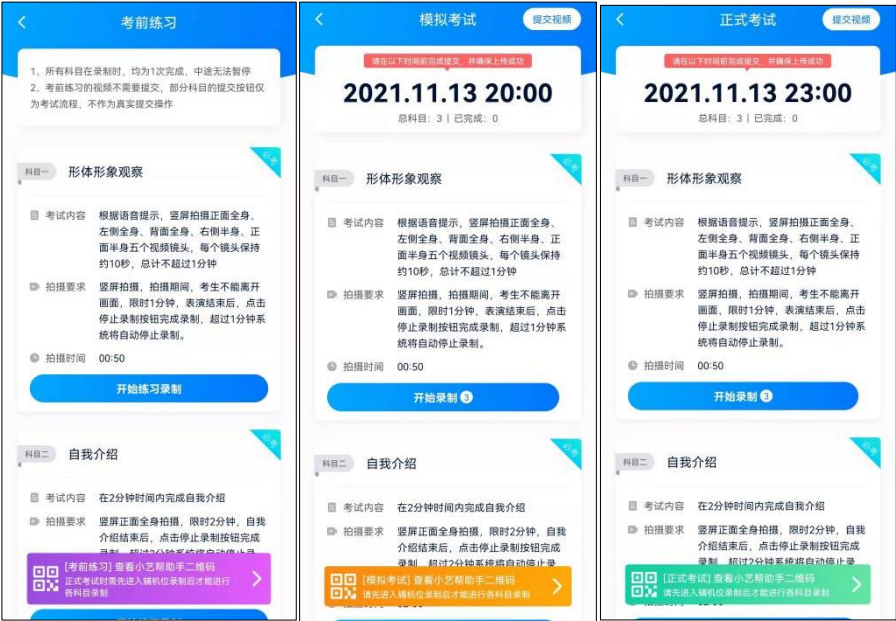 考前练习
1、所有科目在录制时，均为1次完成，中途无法暂停
2、考前练习的视频不需要提交，部分科目的提交按钮仅
为考试流程，不作为真实提交操作
必考
科目一
形体形象观察
考试内容
根据语音提示，竖屏拍摄正面全身、
左侧全身、背面全身、右侧半身、正
面半身五个视频镜头，每个镜头保持
约10秒，总计不超过1分钟
拍摄要求
竖屏拍摄，拍摄期间，考生不能离开
画面，限时1分钟，表演结束后，点击
停止录制按钮完成录制，超过1分钟系
统将自动停止录制。
拍摄时间
00:50
开始练习录制
必考
科目二
自我介绍
考试内容
在2分钟时间内完成自我介绍
拍摄要求
竖屏正面全身拍摄，限时2分钟，自我
介绍结束后，点击停止录制按钮完成
录制，超过2分钟系统将自动停止录
[考前练习] 查看小艺帮助手二维码
正式考试时需先进入辅机位录制后才能进行
各科目录制
模拟考试
提交视频
请在以下时间前完成提交，并确保上传成功
2021.11.13 20:00
总科目：3 | 已完成：0
必考
科目一
形体形象观察
考试内容
根据语音提示，竖屏拍摄正面全身、
左侧全身、背面全身、右侧半身、正
面半身五个视频镜头，每个镜头保持
约10秒，总计不超过1分钟
拍摄要求
竖屏拍摄，拍摄期间，考生不能离开
画面，限时1分钟，表演结束后，点击
停止录制按钮完成录制，超过1分钟系
统将自动停止录制。
拍摄时间
00:50
开始录制 3
必考
科目二
自我介绍
考试内容
在2分钟时间内完成自我介绍
拍摄要求
竖屏正面全身拍摄，限时2分钟，自我
介绍结束后，点击停止录制按钮完成
录制，超过2分钟系统将自动停止录
[模拟考试] 查看小艺帮助手二维码
请先进入辅机位录制后才能进行各科目录制
正式考试
提交视频
请在以下时间前完成提交，并确保上传成功
2021.11.13 23:00
总科目：3 | 已完成：0
必考
科目一
形体形象观察
考试内容
根据语音提示，竖屏拍摄正面全身、
左侧全身、背面全身、右侧半身、正
面半身五个视频镜头，每个镜头保持
约10秒，总计不超过1分钟
拍摄要求
竖屏拍摄，拍摄期间，考生不能离开
画面，限时1分钟，表演结束后，点击
停止录制按钮完成录制，超过1分钟系
统将自动停止录制。
拍摄时间
00:50
开始录制 3
必考
科目二
自我介绍
考试内容
在2分钟时间内完成自我介绍
拍摄要求
竖屏正面全身拍摄，限时2分钟，自我
介绍结束后，点击停止录制按钮完成
录制，超过2分钟系统将自动停止录
[正式考试] 查看小艺帮助手二维码
请先进入辅机位录制后才能进行各科目录制